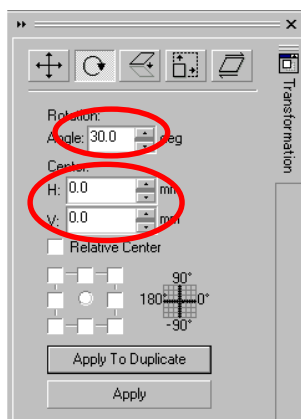 Transformation
Rotation:
Angle: 30.0 deg
Center:
H: 0.0 mm
V: 0.0 mm
Relative Center
90°
180° 0°
-90°
Apply To Duplicate
Apply